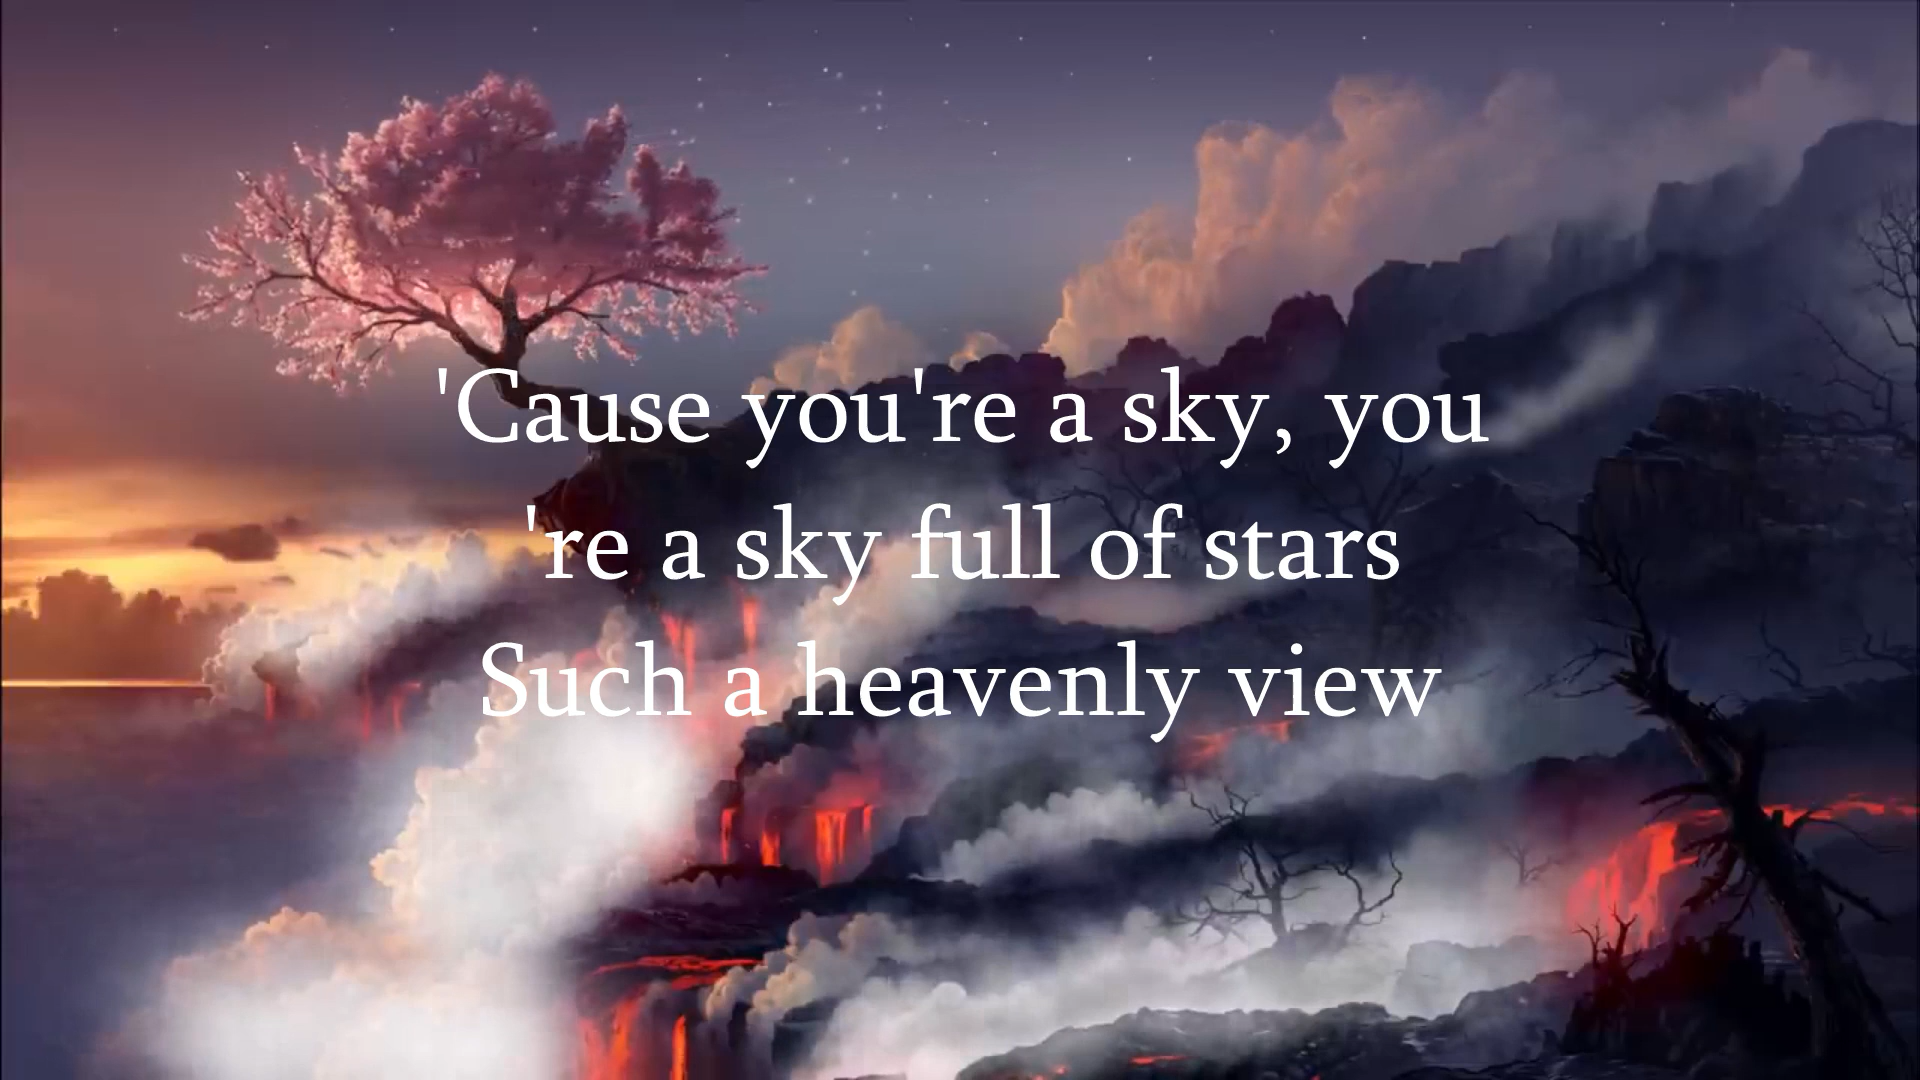 'Cause you're a sky, you
're a sky full of stars
Such a heavenly view